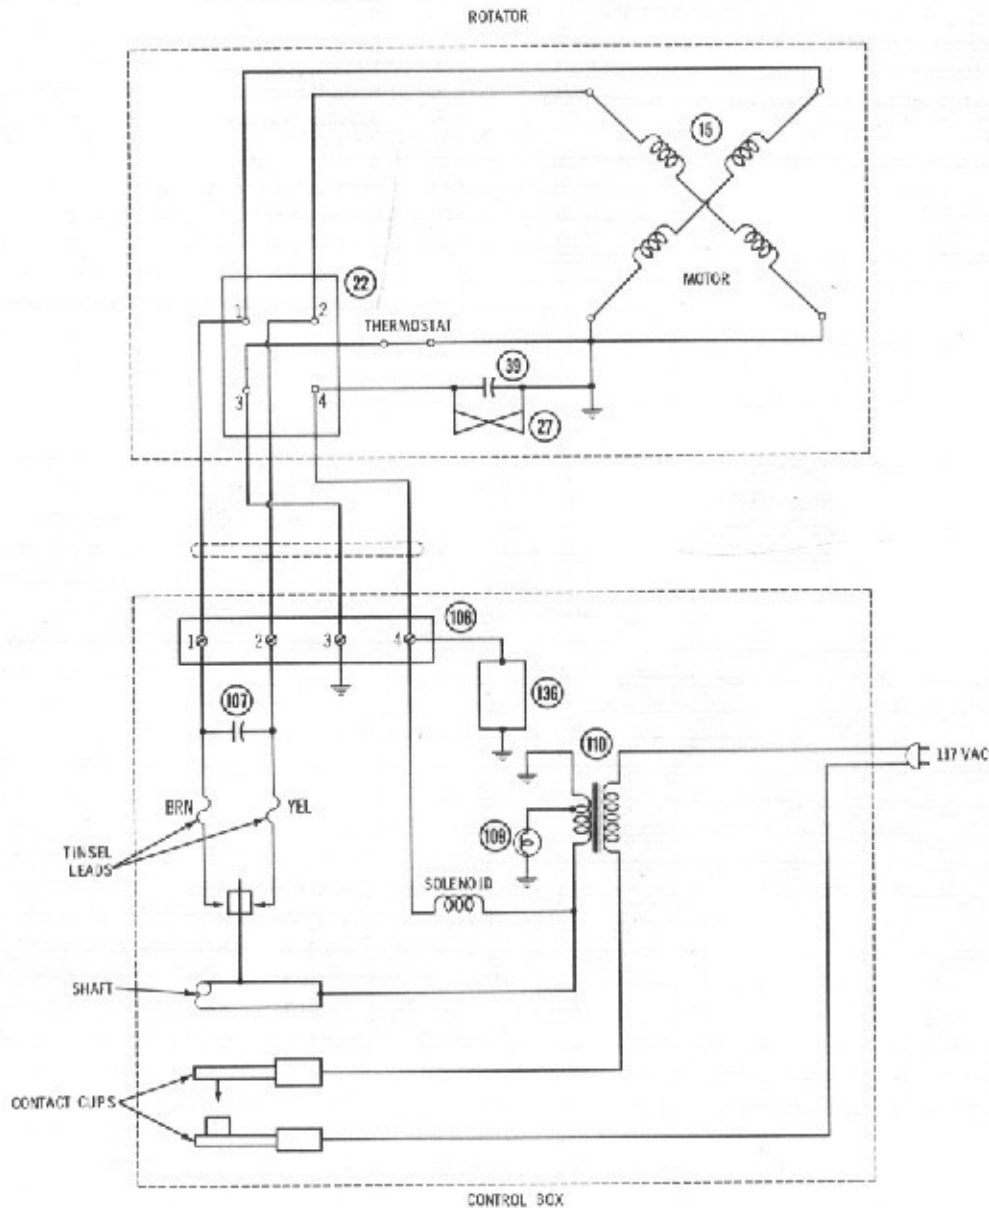 ROTATOR
15
MOTOR
22
1
2
THERMOSTAT
3
4
39
27
1
2
3
4
106
136
107
110
117 VAC
BRN
YEL
109
TINSEL
LEADS
SOLENOID
SHAFT
CONTACT CLIPS
CONTROL BOX